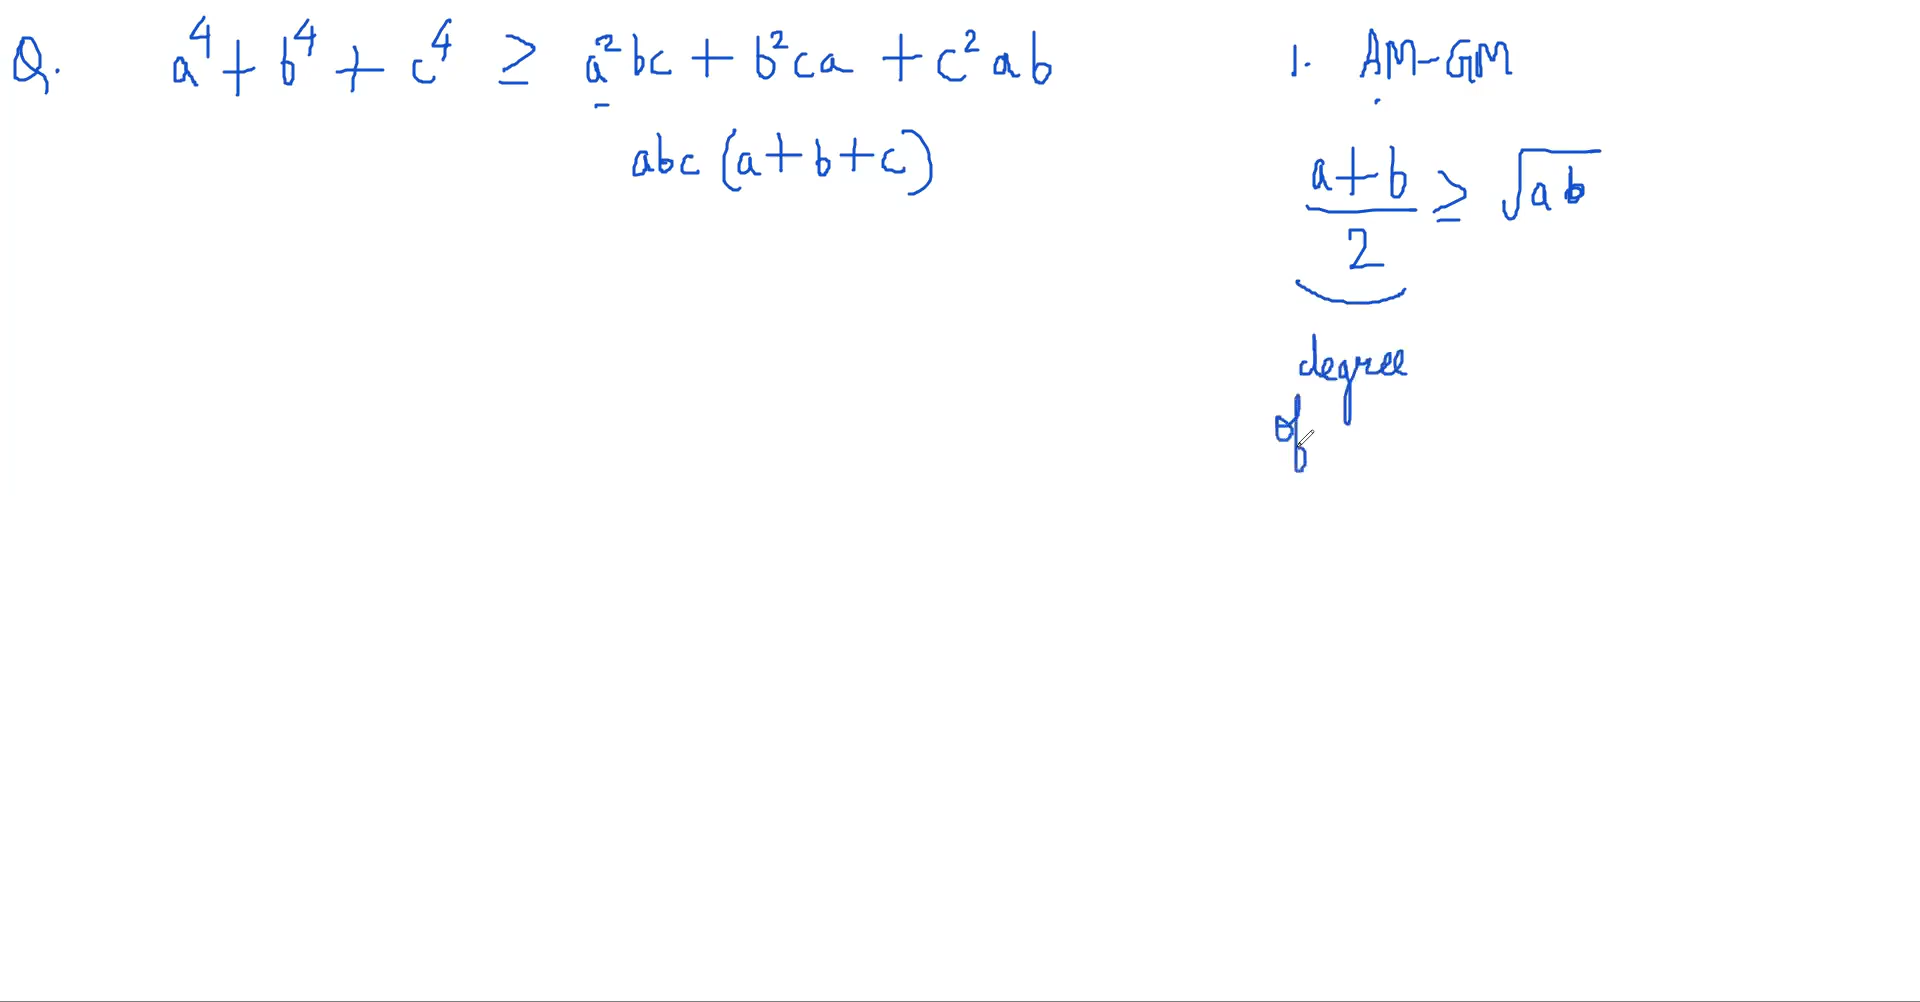 Q. a⁴ + b⁴ + c⁴ ≥ a²bc + b²ca + c²ab
abc (a+b+c)
1. AM-GM
a+b/2 ≥ √ab
degree
of